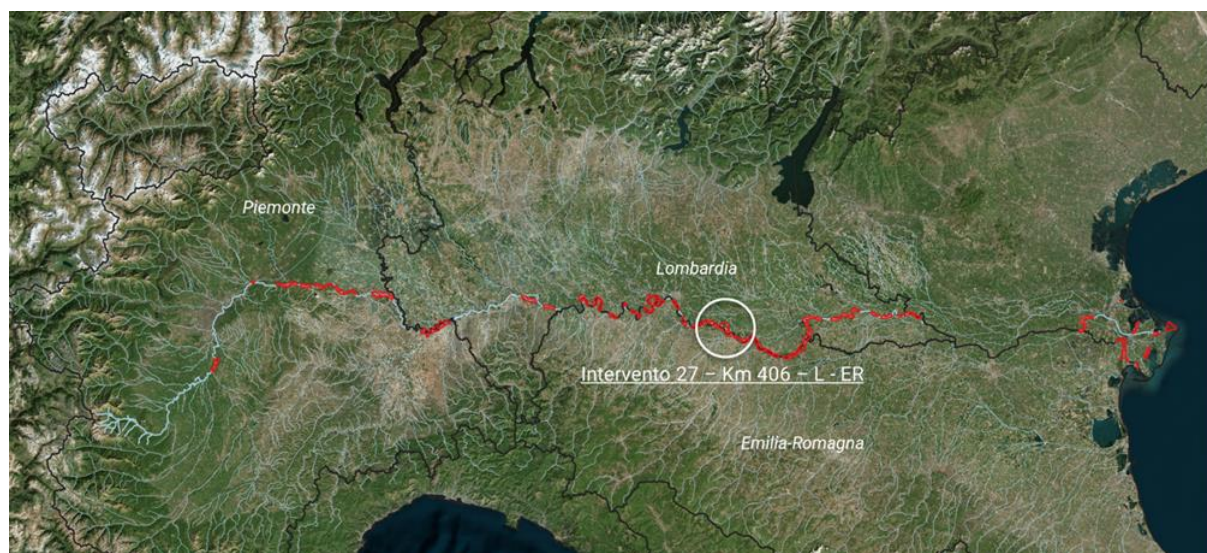 Piemonte
Lombardia
Intervento 27 – Km 406 – L - ER
Emilia-Romagna